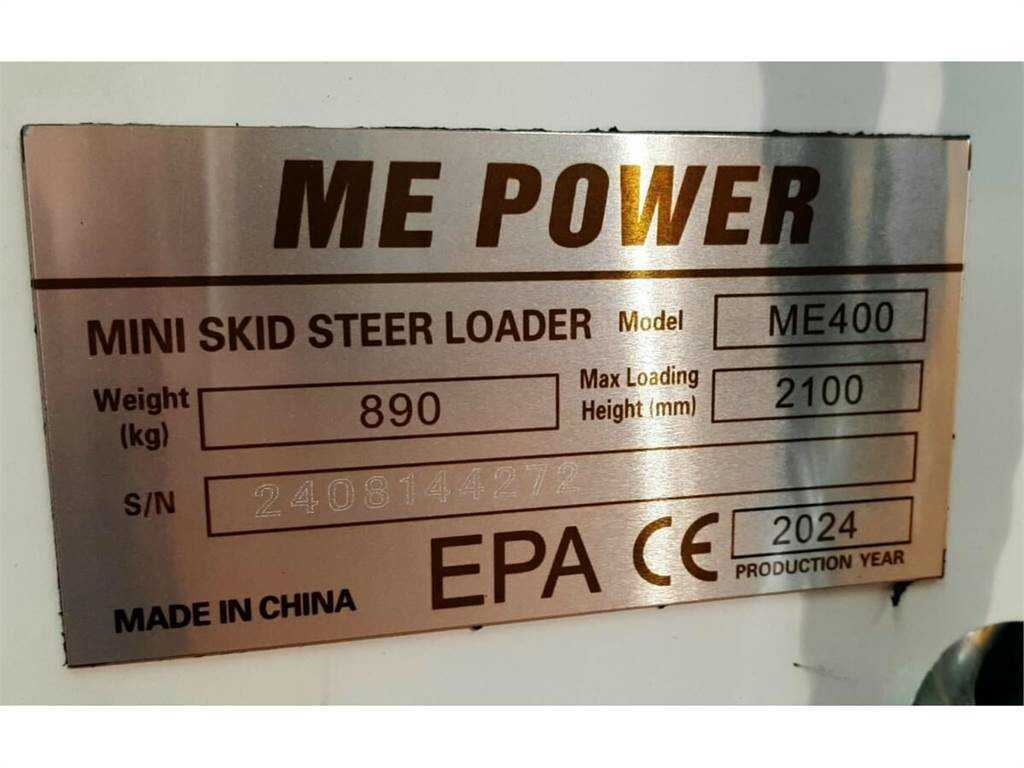 ME POWER
MINI SKID STEER LOADER Model ME400
Weight (kg) 890 Max Loading Height (mm) 2100
S/N 2408144272
MADE IN CHINA EPA CE 2024
PRODUCTION YEAR